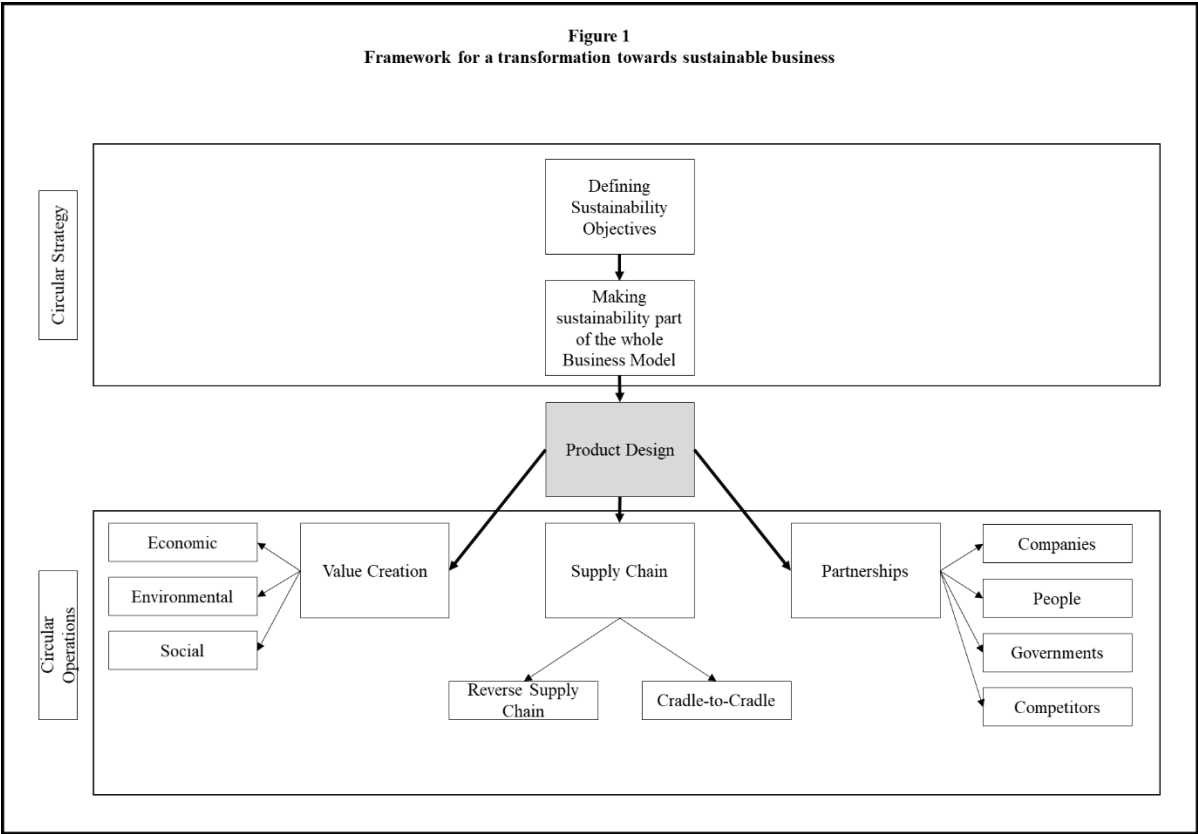 Figure 1
Framework for a transformation towards sustainable business
Circular Strategy
Defining
Sustainability
Objectives
Making
sustainability part
of the whole
Business Model
Product Design
Circular
Operations
Economic
Environmental
Social
Value Creation
Supply Chain
Reverse Supply
Chain
Cradle-to-Cradle
Partnerships
Companies
People
Governments
Competitors